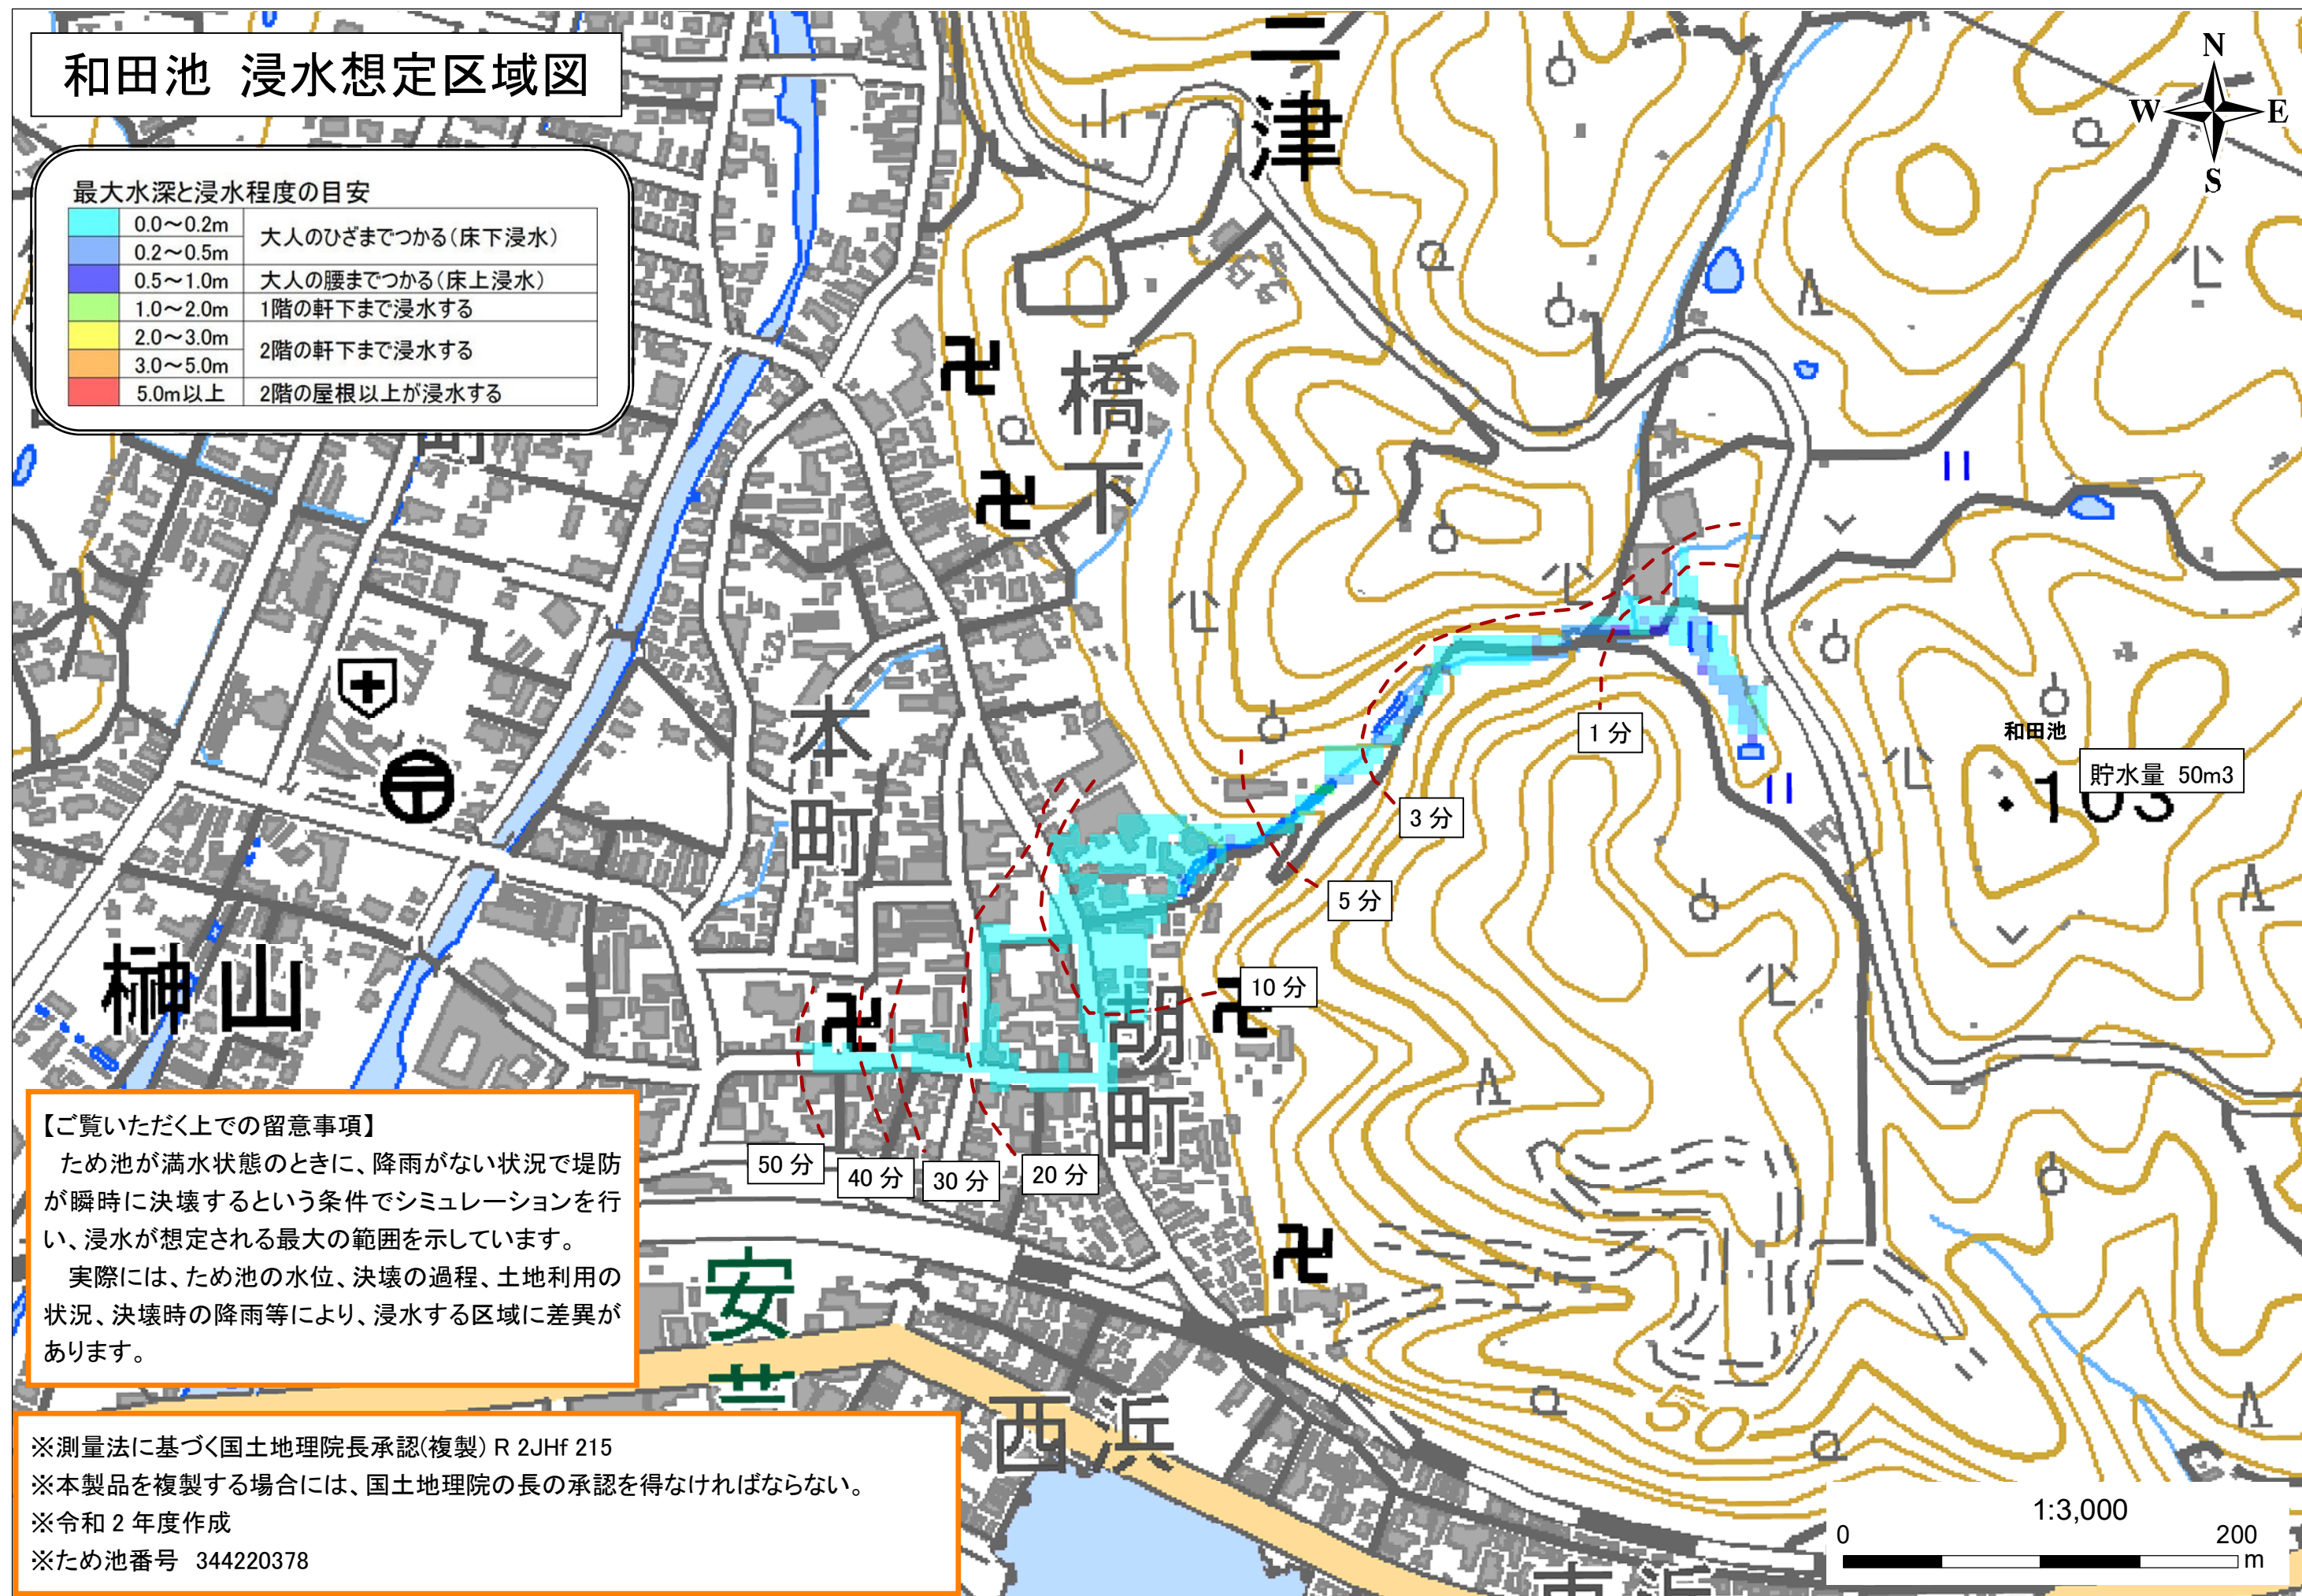 和田池 浸水想定区域図
最大水深と浸水程度の目安
0.0～0.2m
大人のひざまでつかる(床下浸水)
0.2～0.5m
0.5～1.0m 大人の腰までつかる(床上浸水)
1.0～2.0m 1階の軒下まで浸水する
2.0～3.0m
2階の軒下まで浸水する
3.0～5.0m
5.0m以上 2階の屋根以上が浸水する
N
W E
S
三津
橋下
本町
榊山
胡町
安芸
西浜
東浜
和田池
貯水量 50m3
103
50
1 分
3 分
5 分
10 分
20 分
30 分
40 分
50 分
【ご覧いただく上での留意事項】
ため池が満水状態のときに、降雨がない状況で堤防
が瞬時に決壊するという条件でシミュレーションを行
い、浸水が想定される最大の範囲を示しています。
実際には、ため池の水位、決壊の過程、土地利用の
状況、決壊時の降雨等により、浸水する区域に差異が
あります。
※測量法に基づく国土地理院長承認(複製) R 2JHf 215
※本製品を複製する場合には、国土地理院の長の承認を得なければならない。
※令和 2 年度作成
※ため池番号 344220378
1:3,000
0 200
m